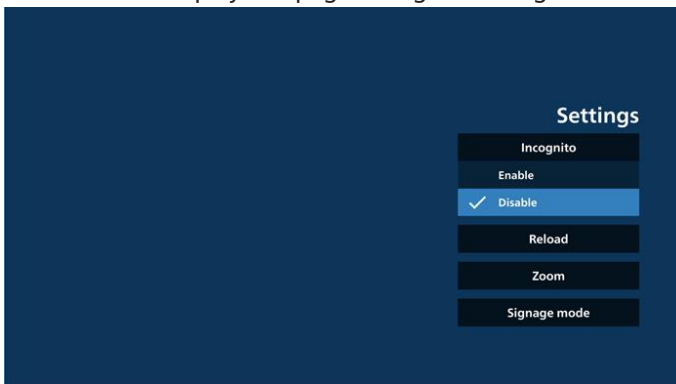 Settings
Incognito
Enable
Disable
Reload
Zoom
Signage mode